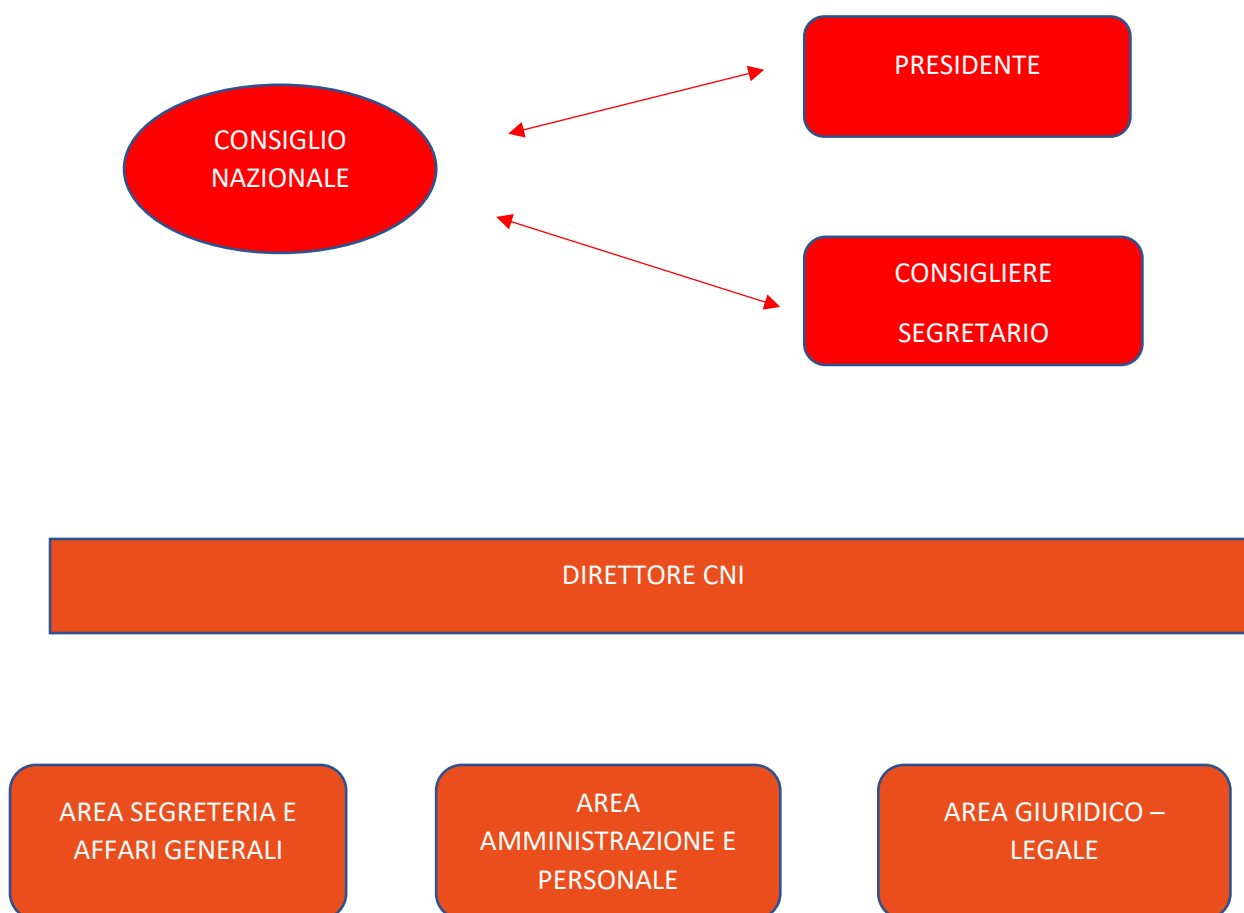 PRESIDENTE
CONSIGLIO
NAZIONALE
CONSIGLIERE
SEGRETARIO
DIRETTORE CNI
AREA SEGRETERIA E
AFFARI GENERALI
AREA
AMMINISTRAZIONE E
PERSONALE
AREA GIURIDICO –
LEGALE